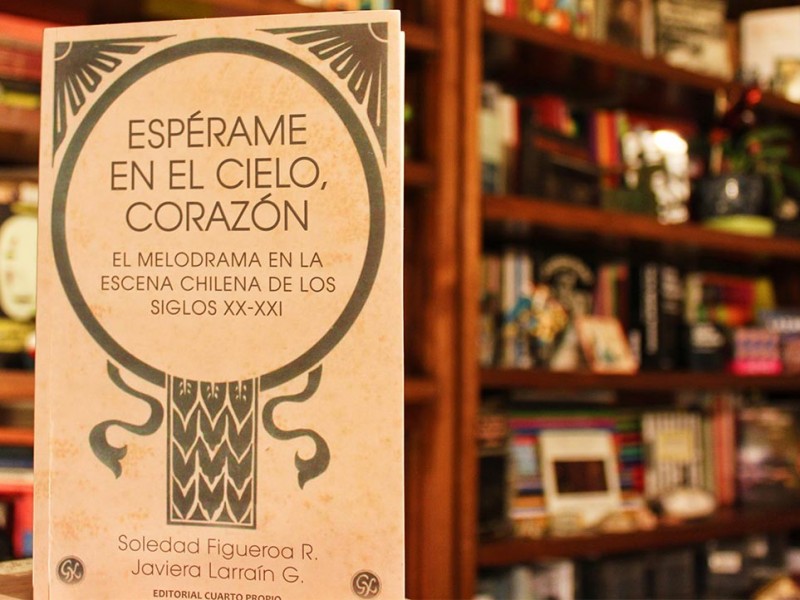 ESPÉRAME
EN EL CIELO,
CORAZÓN
EL MELODRAMA EN LA
ESCENA CHILENA DE LOS
SIGLOS XX-XXI
Soledad Figueroa R.
Javiera Larraín G.
EDITORIAL CUARTO PROPIO